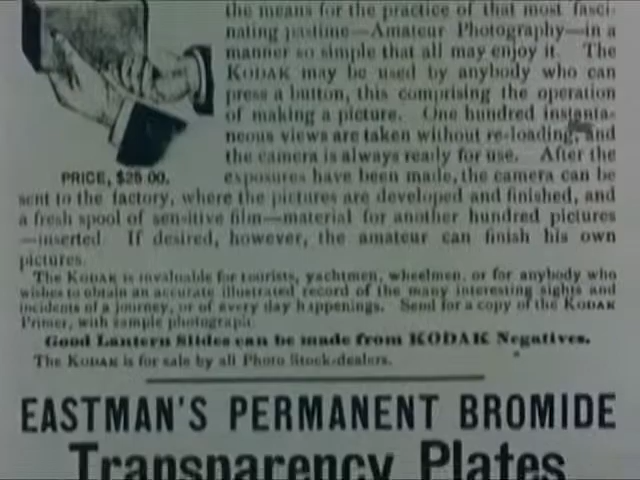 the means for the practice of that most fasci-
nating pastime—Amateur Photography—in a
manner so simple that all may enjoy it. The
KODAK may be used by anybody who can
press a button, this comprising the operation
of making a picture. One hundred instanta-
neous views are taken without re-loading, and
the camera is always ready for use. After the
PRICE, $25.00.
exposures have been made, the camera can be
sent to the factory, where the pictures are developed and finished, and
a fresh spool of sensitive film—material for another hundred pictures
—inserted. If desired, however, the amateur can finish his own
pictures.
The KODAK is invaluable for tourists, yachtmen, wheelmen, or for anybody who
wishes to obtain an accurate illustrated record of the many interesting sights and
incidents of a journey, or of every day happenings. Send for a copy of the KODAK
Primer, with sample photograph.
Good Lantern Slides can be made from KODAK Negatives.
The KODAK is for sale by all Photo Stock-dealers.
EASTMAN'S PERMANENT BROMIDE
Transparency Plates